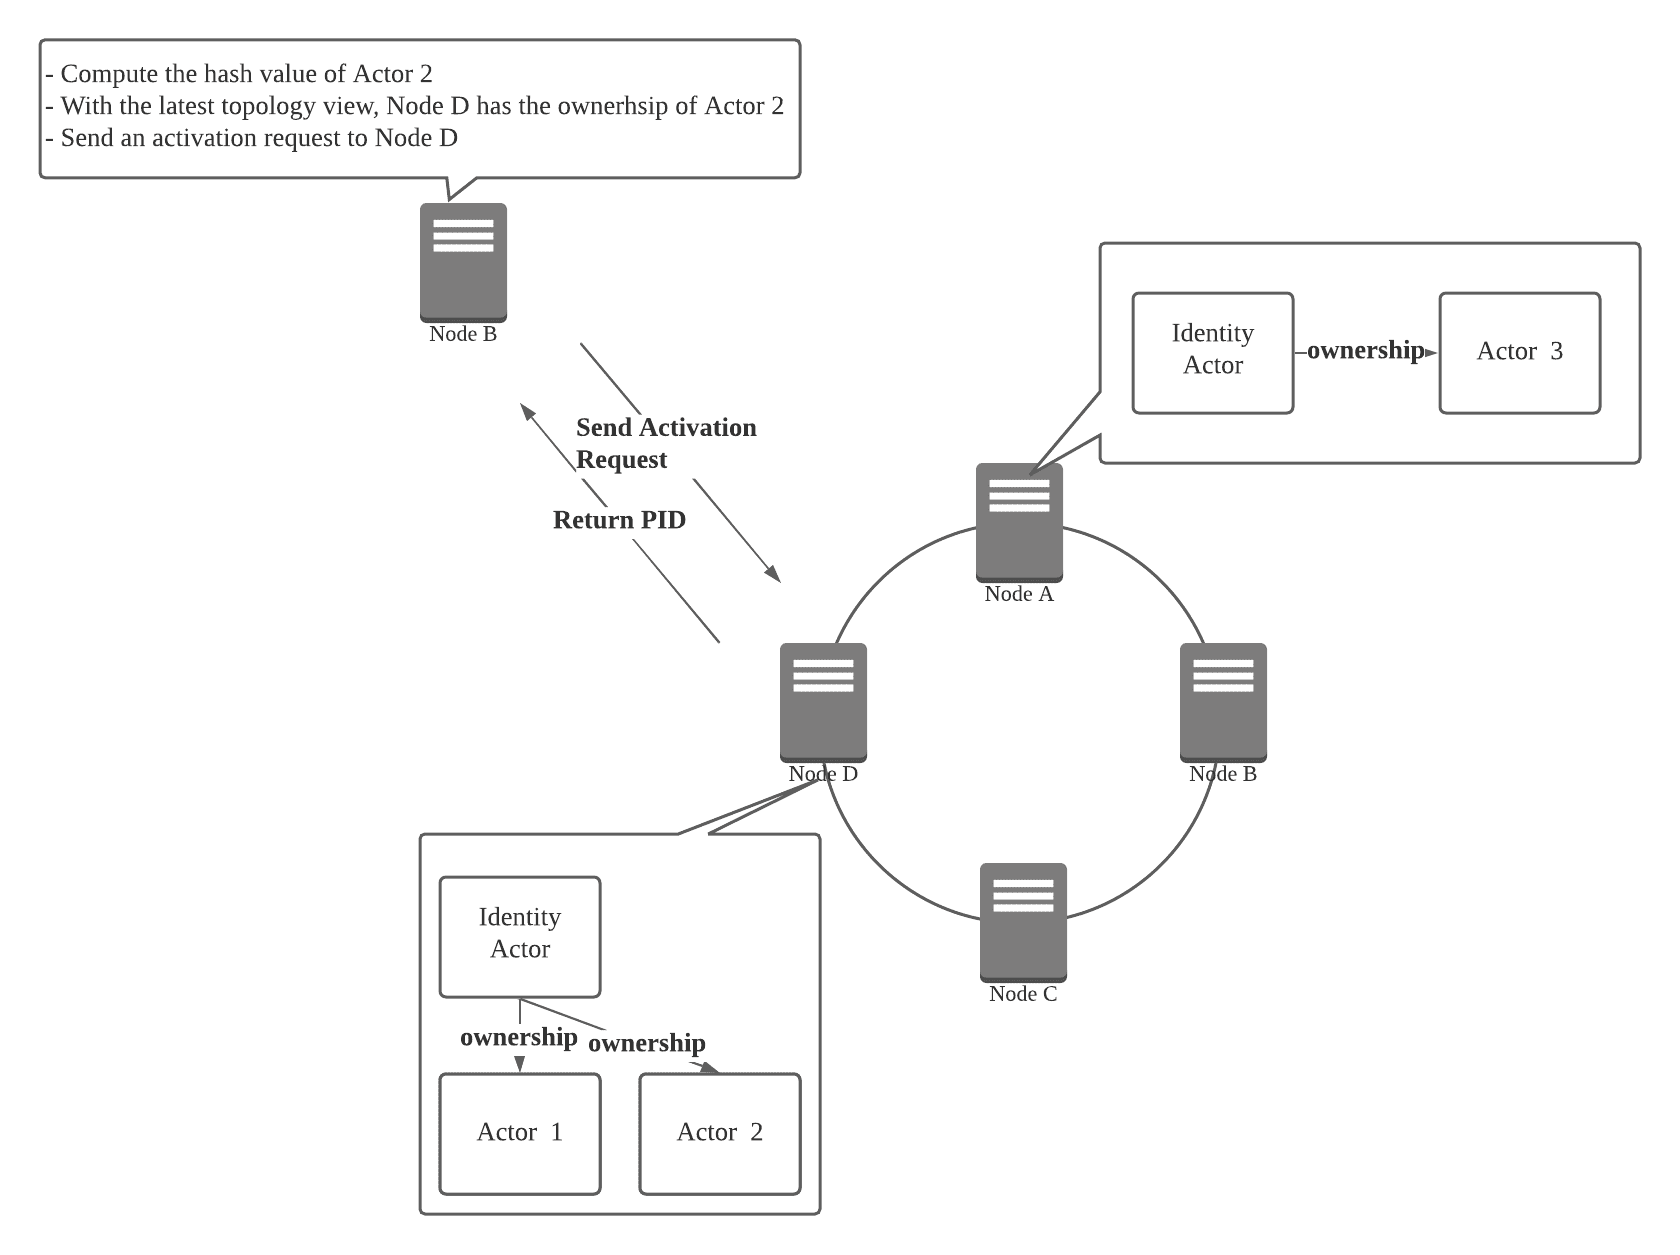 - Compute the hash value of Actor 2
- With the latest topology view, Node D has the ownerhsip of Actor 2
- Send an activation request to Node D
Node B
Identity
Actor
ownership
Actor 3
Send Activation
Request
Return PID
Node A
Node D
Node B
Identity
Actor
Node C
ownership
ownership
Actor 1
Actor 2